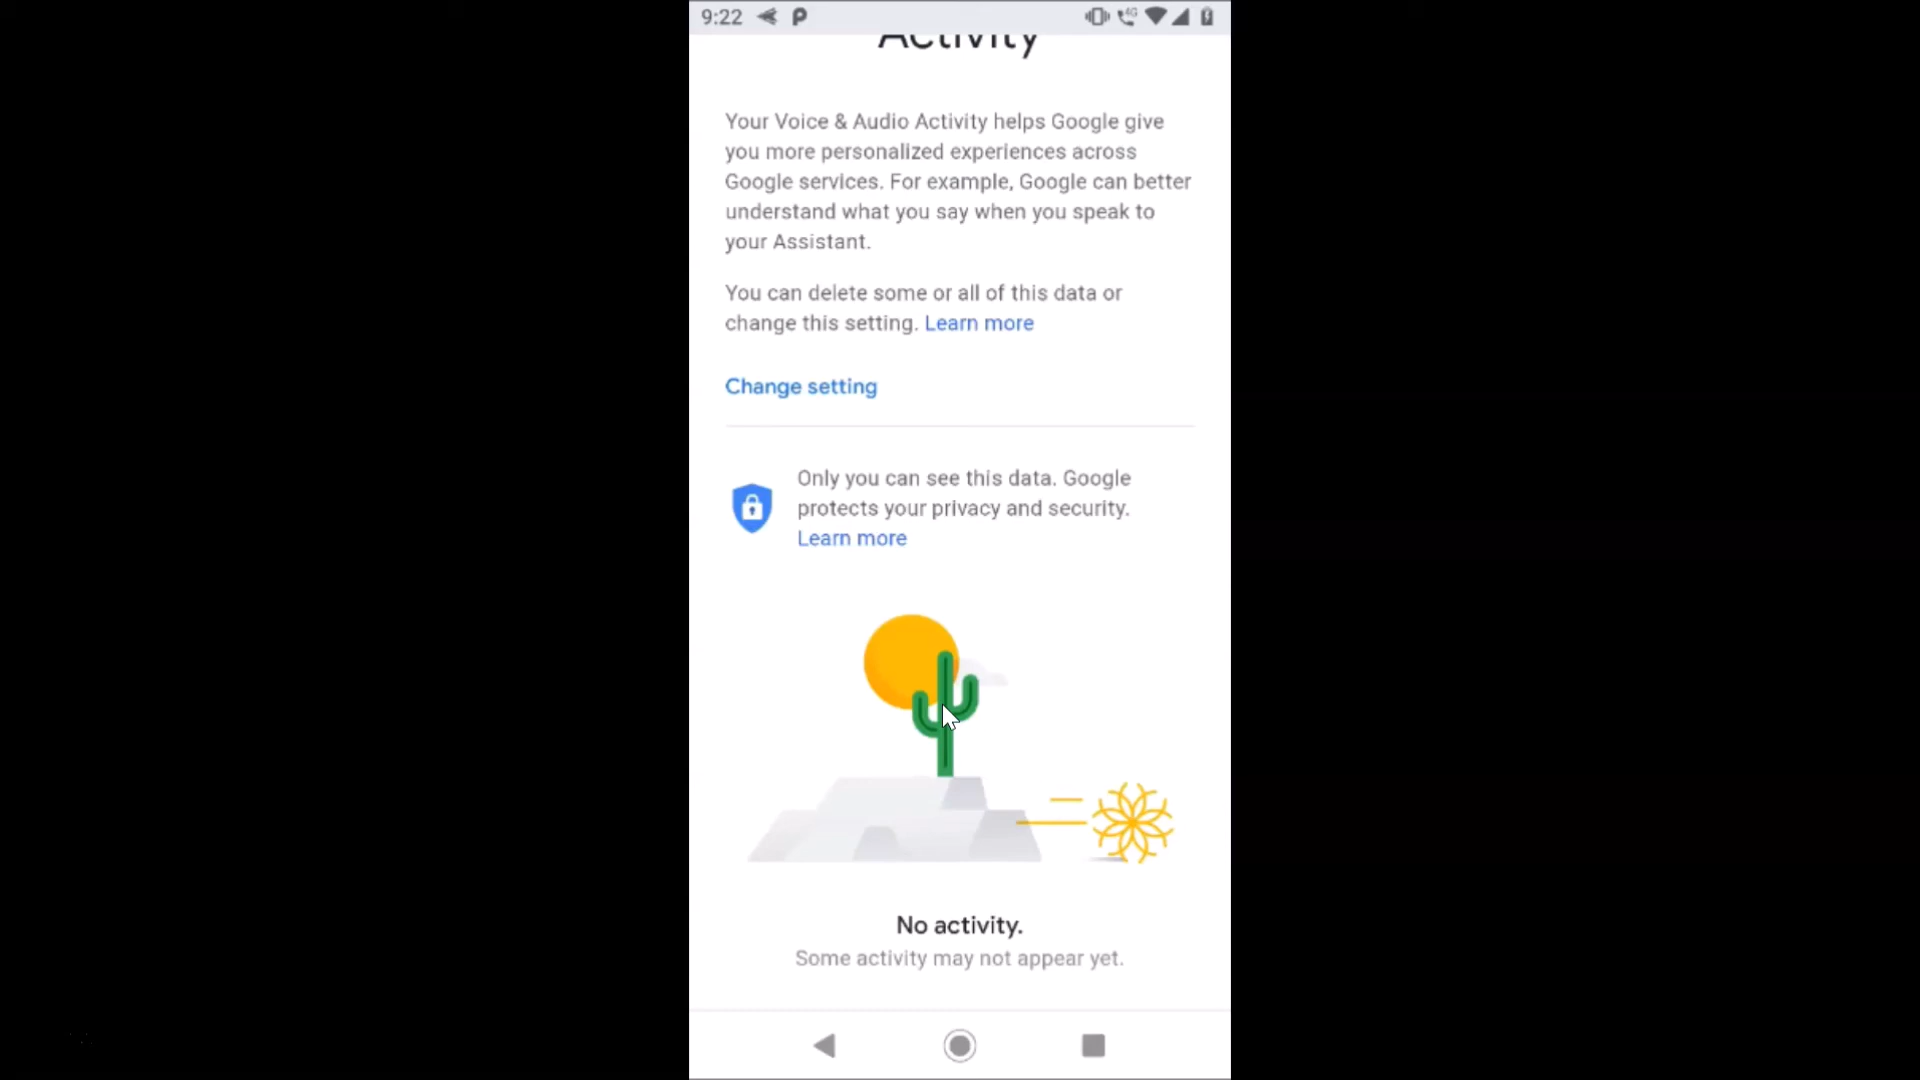 9:22
4G
Activity
Your Voice & Audio Activity helps Google give
you more personalized experiences across
Google services. For example, Google can better
understand what you say when you speak to
your Assistant.
You can delete some or all of this data or
change this setting. Learn more
Change setting
Only you can see this data. Google
protects your privacy and security.
Learn more
No activity.
Some activity may not appear yet.